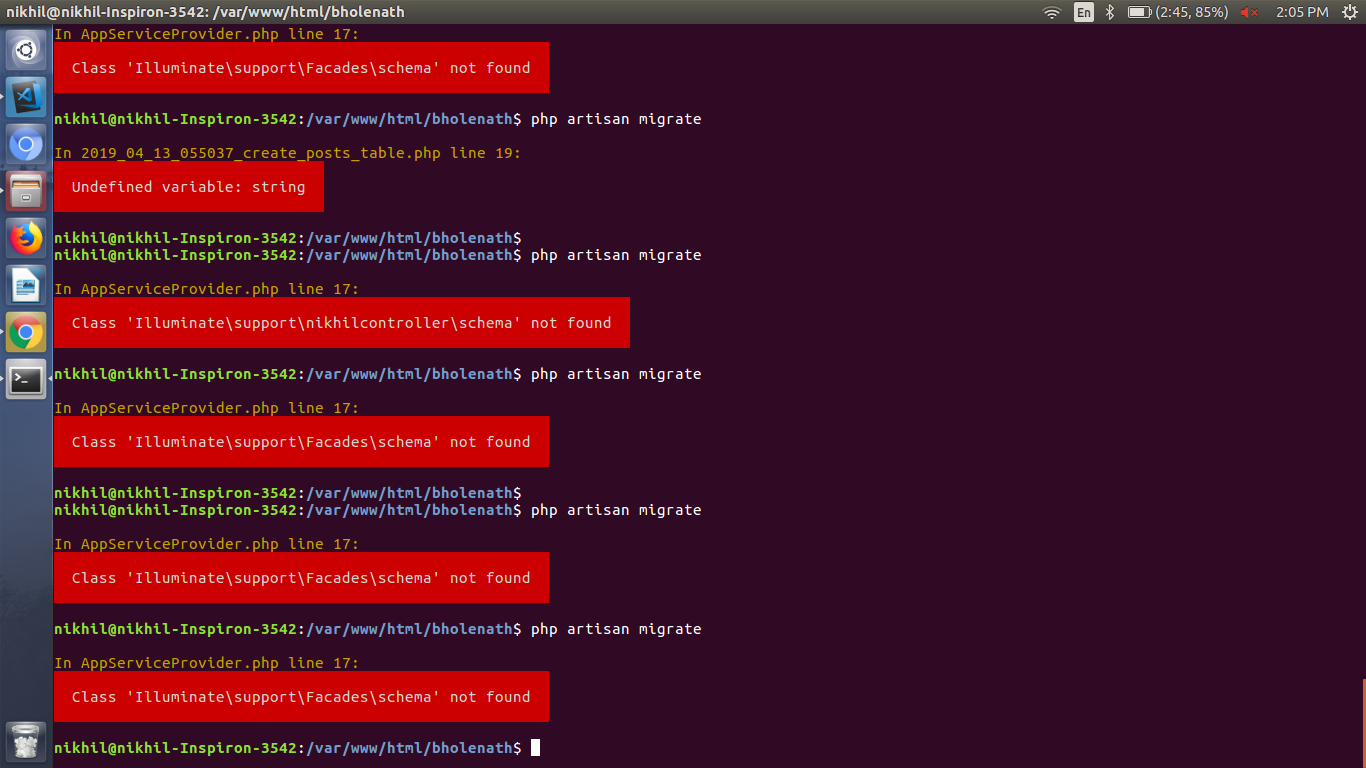 nikhil@nikhil-Inspiron-3542: /var/www/html/bholenath
En
(2:45, 85%)
2:05 PM
In AppServiceProvider.php line 17:
Class 'Illuminate\support\Facades\schema' not found
nikhil@nikhil-Inspiron-3542:/var/www/html/bholenath$ php artisan migrate
In 2019_04_13_055037_create_posts_table.php line 19:
Undefined variable: string
nikhil@nikhil-Inspiron-3542:/var/www/html/bholenath$
nikhil@nikhil-Inspiron-3542:/var/www/html/bholenath$ php artisan migrate
In AppServiceProvider.php line 17:
Class 'Illuminate\support\nikhilcontroller\schema' not found
nikhil@nikhil-Inspiron-3542:/var/www/html/bholenath$ php artisan migrate
In AppServiceProvider.php line 17:
Class 'Illuminate\support\Facades\schema' not found
nikhil@nikhil-Inspiron-3542:/var/www/html/bholenath$
nikhil@nikhil-Inspiron-3542:/var/www/html/bholenath$ php artisan migrate
In AppServiceProvider.php line 17:
Class 'Illuminate\support\Facades\schema' not found
nikhil@nikhil-Inspiron-3542:/var/www/html/bholenath$ php artisan migrate
In AppServiceProvider.php line 17:
Class 'Illuminate\support\Facades\schema' not found
nikhil@nikhil-Inspiron-3542:/var/www/html/bholenath$